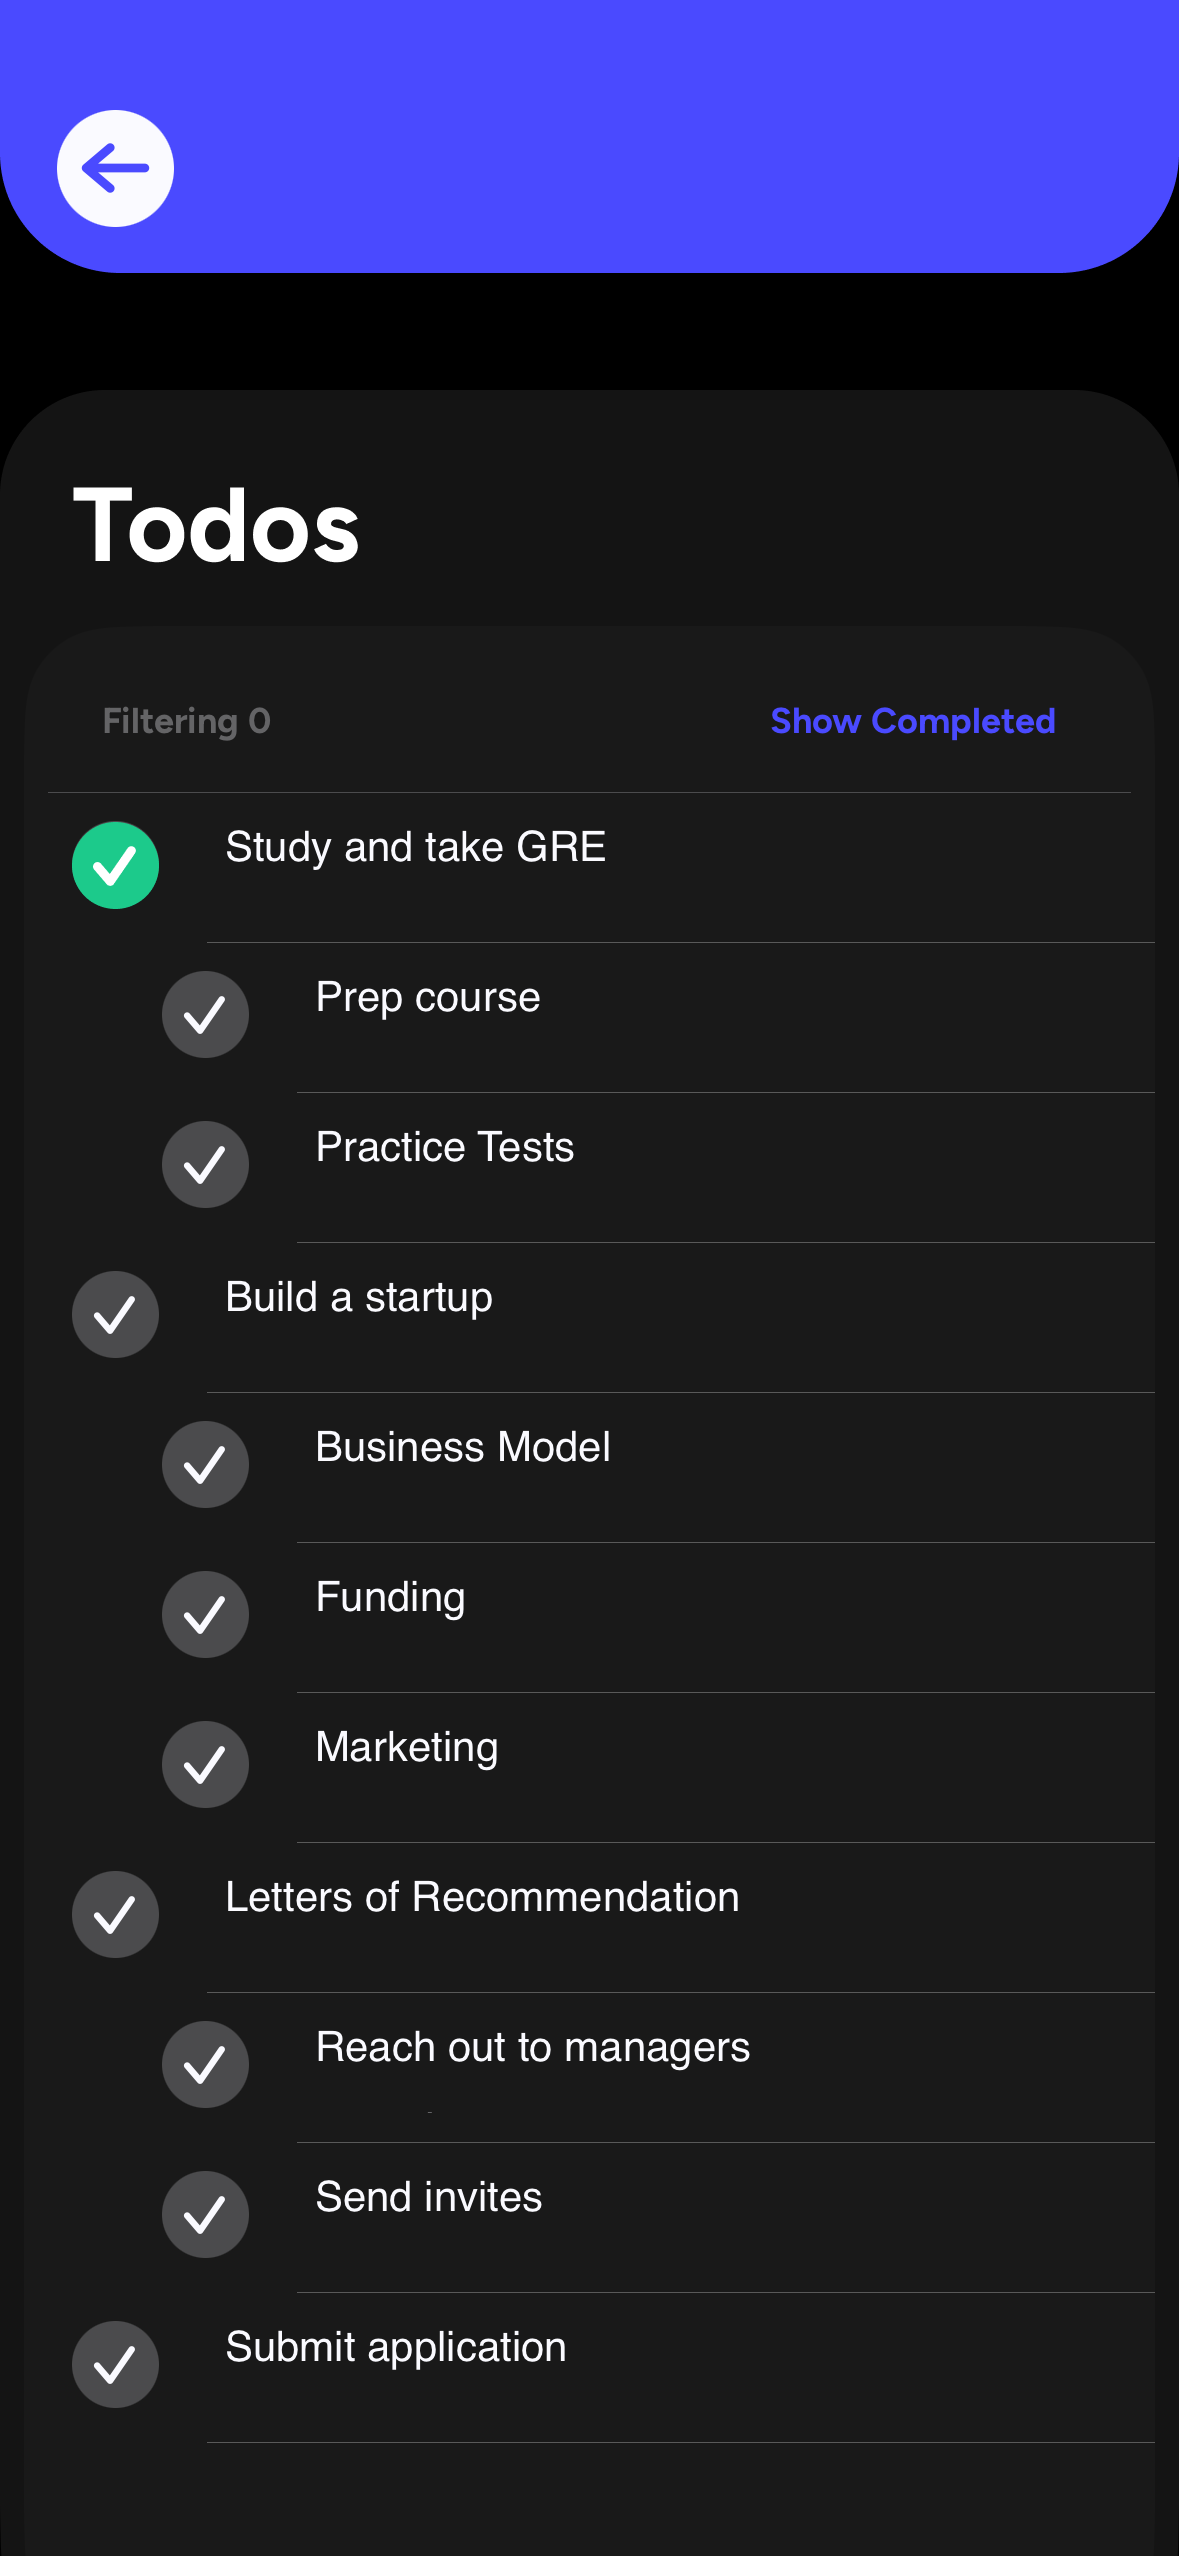 Todos
Filtering 0
Show Completed
Study and take GRE
Prep course
Practice Tests
Build a startup
Business Model
Funding
Marketing
Letters of Recommendation
Reach out to managers
Send invites
Submit application